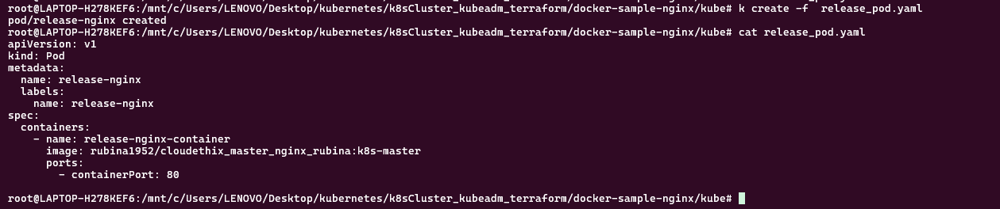 root@LAPTOP-H278KEF6:/mnt/c/Users/LENOVO/Desktop/kubernetes/k8sCluster_kubeadm_terraform/docker-sample-nginx/kube# k create -f  release_pod.yaml
pod/release-nginx created
root@LAPTOP-H278KEF6:/mnt/c/Users/LENOVO/Desktop/kubernetes/k8sCluster_kubeadm_terraform/docker-sample-nginx/kube# cat release_pod.yaml
apiVersion: v1
kind: Pod
metadata:
  name: release-nginx
  labels:
    name: release-nginx
spec:
  containers:
    - name: release-nginx-container
      image: rubina1952/cloudethix_master_nginx_rubina:k8s-master
      ports:
        - containerPort: 80
root@LAPTOP-H278KEF6:/mnt/c/Users/LENOVO/Desktop/kubernetes/k8sCluster_kubeadm_terraform/docker-sample-nginx/kube#